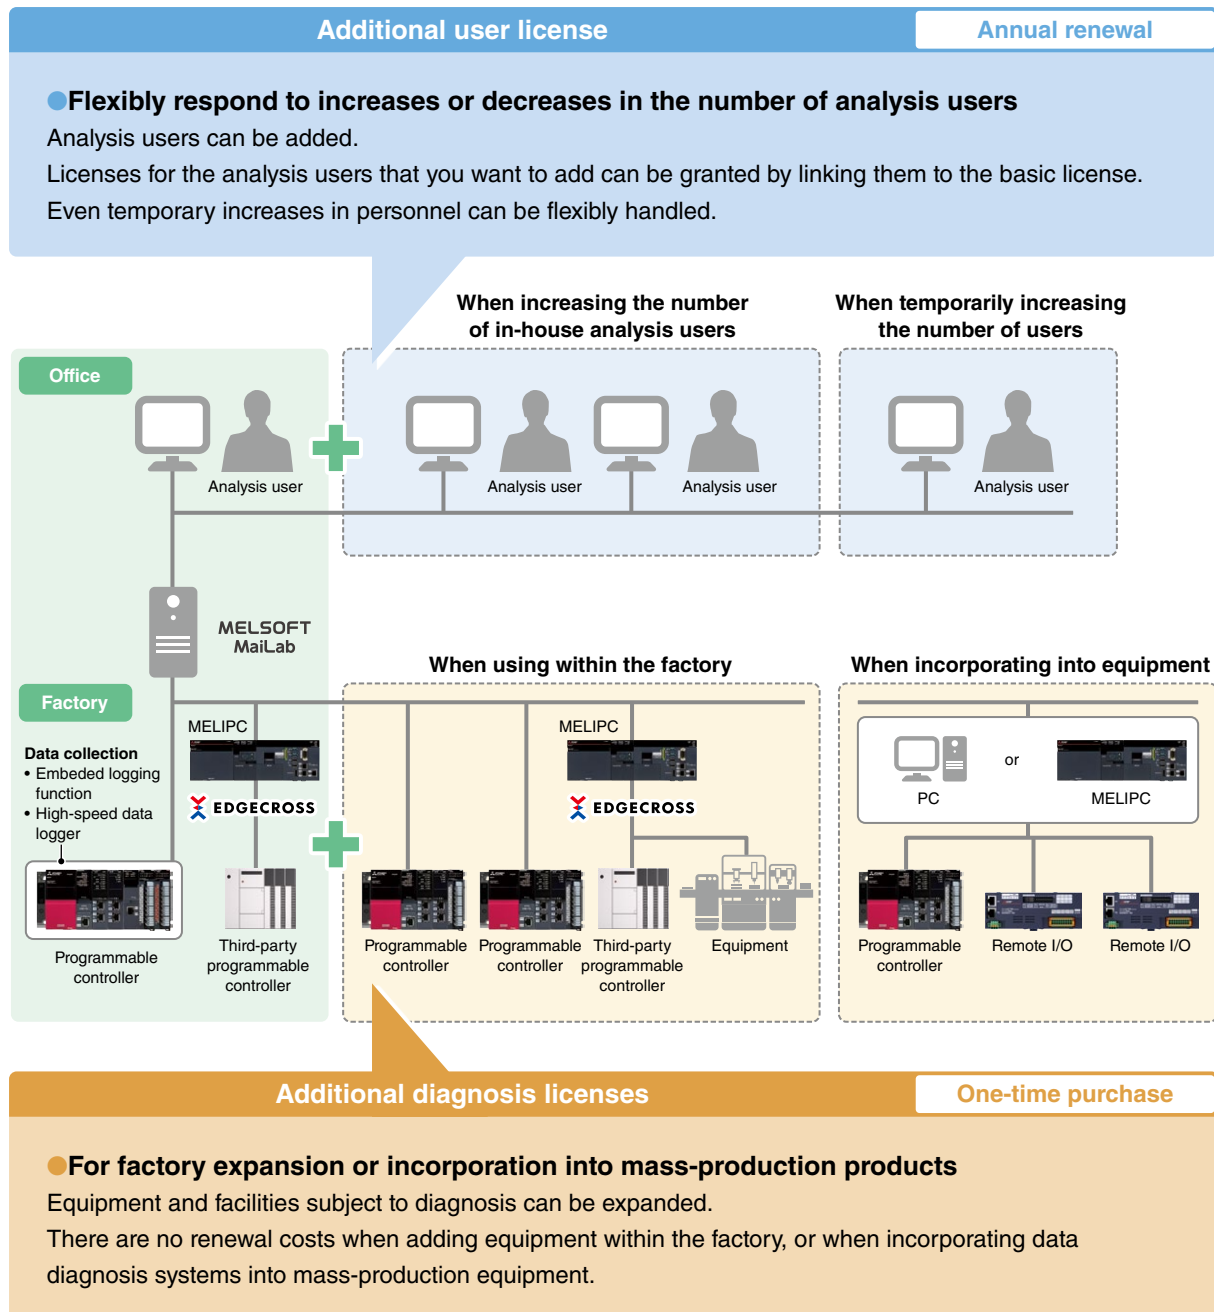 Additional user license
Annual renewal
●Flexibly respond to increases or decreases in the number of analysis users
Analysis users can be added.
Licenses for the analysis users that you want to add can be granted by linking them to the basic license.
Even temporary increases in personnel can be flexibly handled.
When increasing the number
of in-house analysis users
When temporarily increasing
the number of users
Office
Analysis user
Analysis user
Analysis user
Analysis user
MELSOFT
MaiLab
When using within the factory
When incorporating into equipment
Factory
Data collection
• Embeded logging
function
• High-speed data
logger
MELIPC
EDGECROSS
MELIPC
EDGECROSS
PC
or
MELIPC
Programmable
controller
Third-party
programmable
controller
Programmable
controller
Programmable
controller
Third-party
programmable
controller
Equipment
Programmable
controller
Remote I/O
Remote I/O
Additional diagnosis licenses
One-time purchase
●For factory expansion or incorporation into mass-production products
Equipment and facilities subject to diagnosis can be expanded.
There are no renewal costs when adding equipment within the factory, or when incorporating data
diagnosis systems into mass-production equipment.